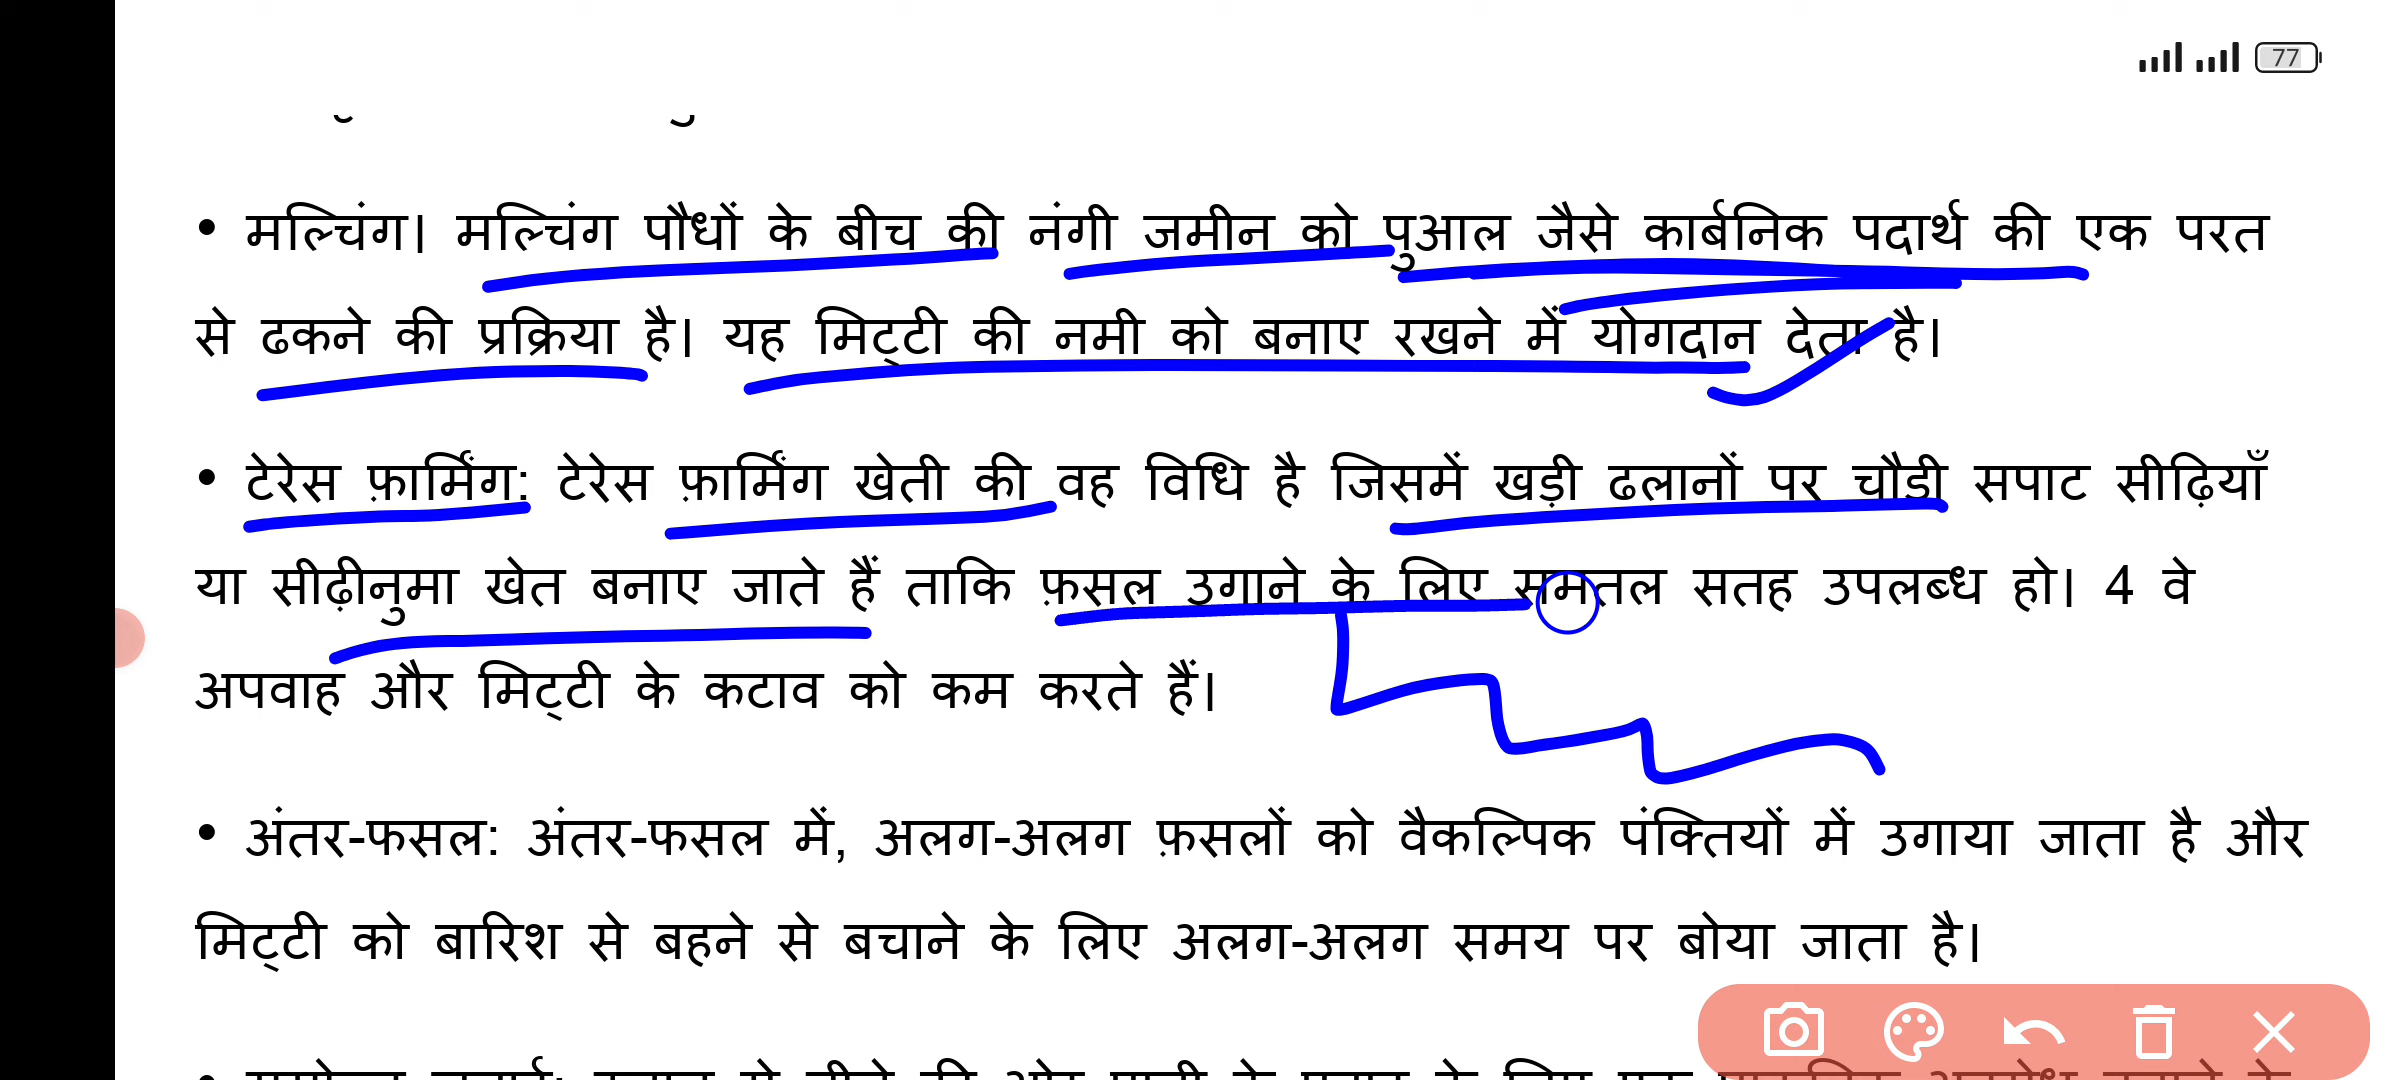 77
• मल्चिंग। मल्चिंग पौधों के बीच की नंगी जमीन को पुआल जैसे कार्बनिक पदार्थ की एक परत
से ढकने की प्रक्रिया है। यह मिट्टी की नमी को बनाए रखने में योगदान देता है।
• टेरेस फ़ार्मिंग: टेरेस फ़ार्मिंग खेती की वह विधि है जिसमें खड़ी ढलानों पर चौड़ी सपाट सीढ़ियाँ
या सीढ़ीनुमा खेत बनाए जाते हैं ताकि फ़सल उगाने के लिए समतल सतह उपलब्ध हो। 4 वे
अपवाह और मिट्टी के कटाव को कम करते हैं।
• अंतर-फसल: अंतर-फसल में, अलग-अलग फ़सलों को वैकल्पिक पंक्तियों में उगाया जाता है और
मिट्टी को बारिश से बहने से बचाने के लिए अलग-अलग समय पर बोया जाता है।